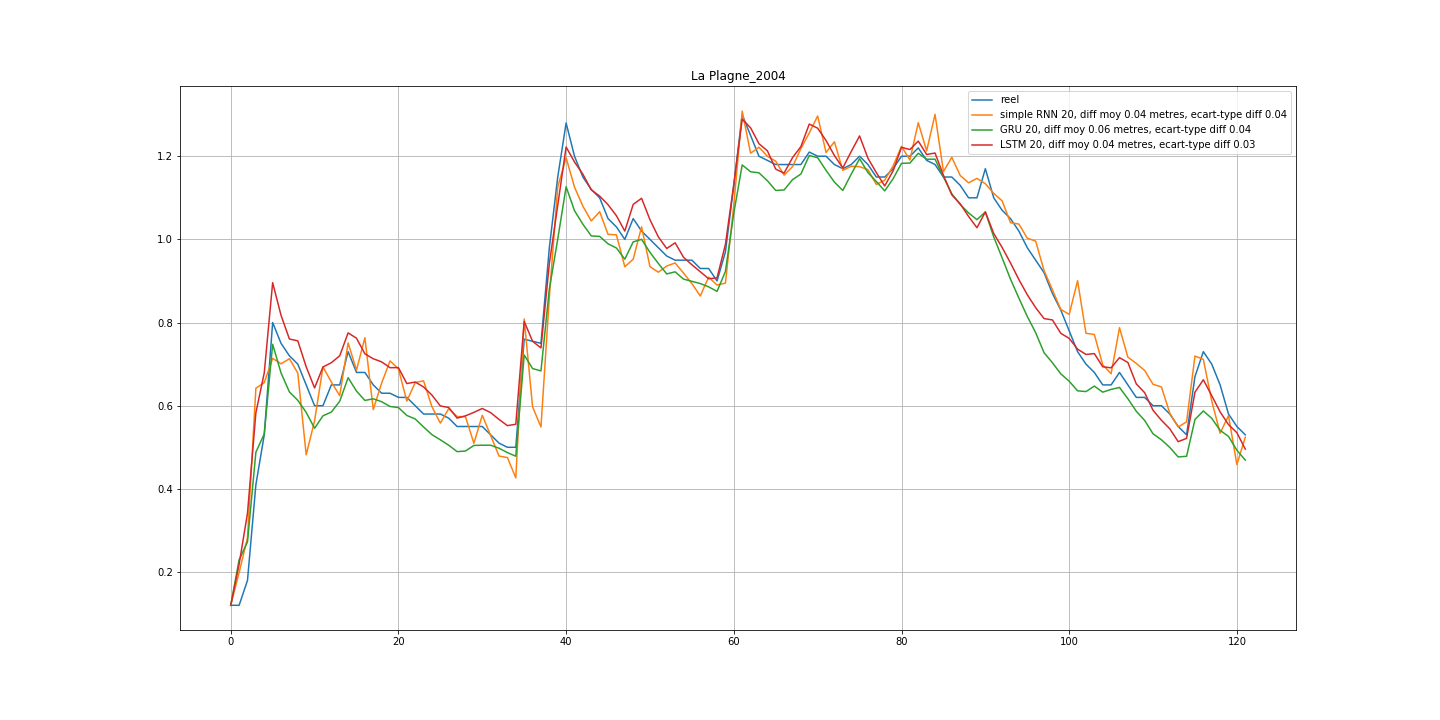 La Plagne_2004
reel
simple RNN 20, diff moy 0.04 metres, ecart-type diff 0.04
GRU 20, diff moy 0.06 metres, ecart-type diff 0.04
LSTM 20, diff moy 0.04 metres, ecart-type diff 0.03
1.2
1.0
0.8
0.6
0.4
0.2
0 20 40 60 80 100 120